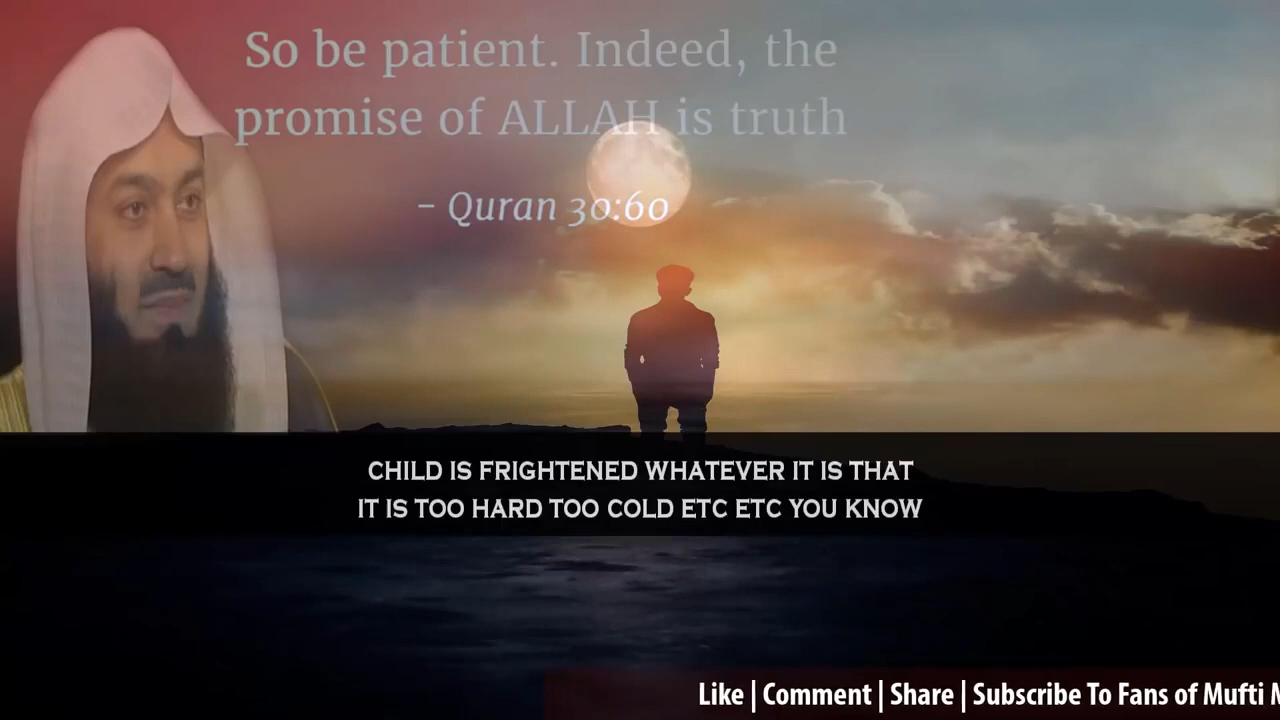 So be patient. Indeed, the
promise of ALLAH is truth
- Quran 30:60
CHILD IS FRIGHTENED WHATEVER IT IS THAT
IT IS TOO HARD TOO COLD ETC ETC YOU KNOW
Like | Comment | Share | Subscribe To Fans of Mufti M